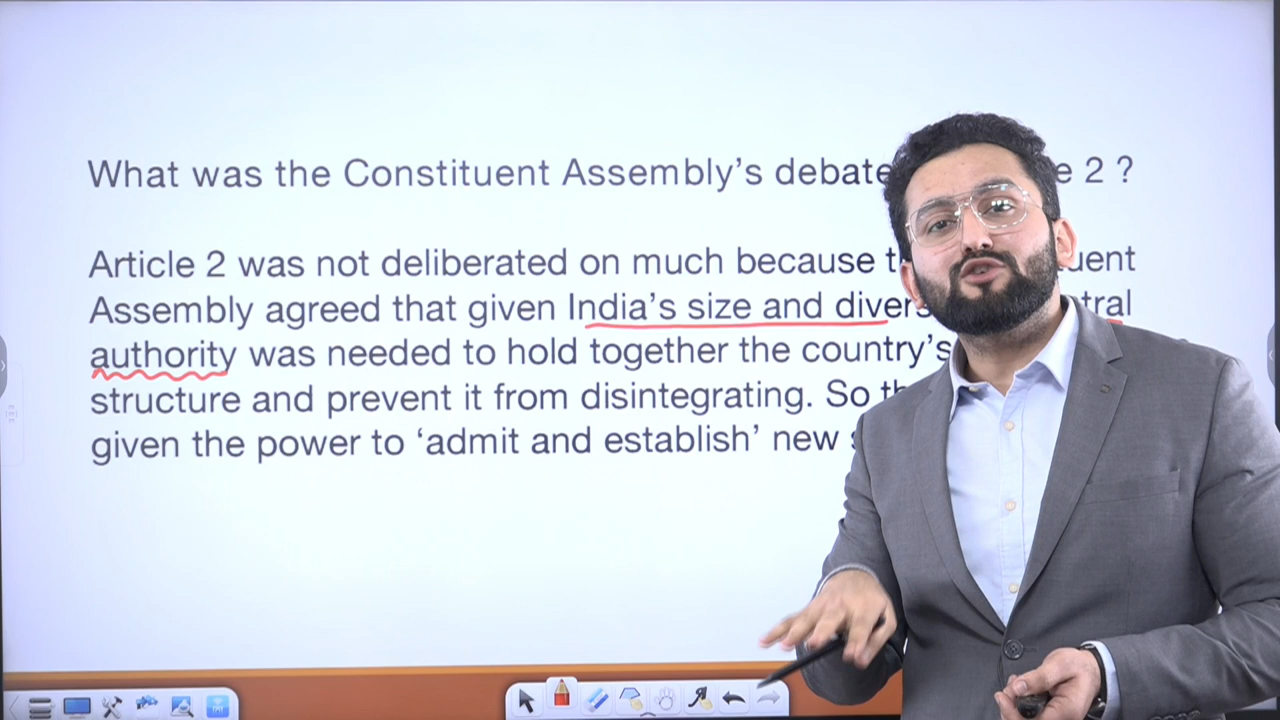 What was the Constituent Assembly's debate 2 ?
Article 2 was not deliberated on much because
Assembly agreed that given India's size and
authority was needed to hold together the country's
structure and prevent it from disintegrating. So
given the power to 'admit and establish' new